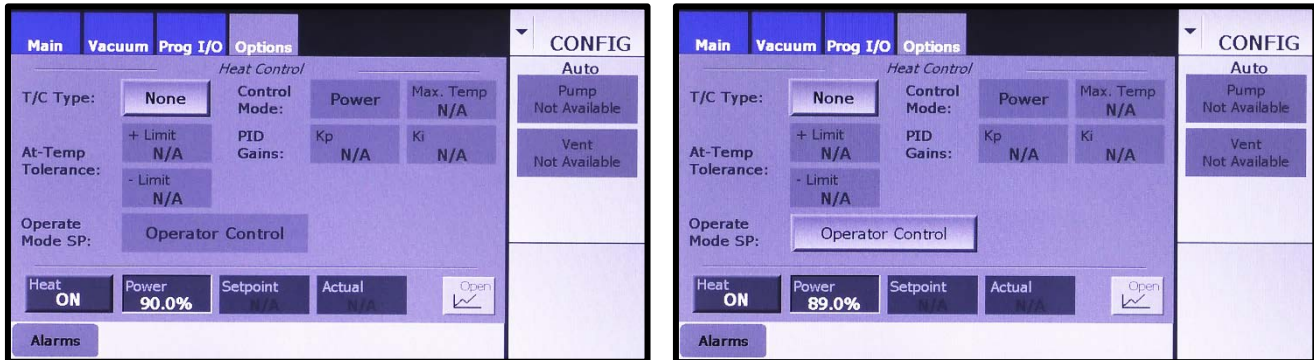 Main Vacuum Prog I/O Options CONFIG
Heat Control Auto
T/C Type: None Control Mode: Power Max. Temp N/A
Pump
Not Available
At-Temp
Tolerance:
+ Limit
N/A
PID
Gains:
Kp
N/A
Ki
N/A
Vent
Not Available
- Limit
N/A
Operate
Mode SP:
Operator Control
Heat
ON
Power
90.0%
Setpoint
N/A
Actual
N/A
Open
Alarms
Main Vacuum Prog I/O Options CONFIG
Heat Control Auto
T/C Type: None Control Mode: Power Max. Temp N/A
Pump
Not Available
At-Temp
Tolerance:
+ Limit
N/A
PID
Gains:
Kp
N/A
Ki
N/A
Vent
Not Available
- Limit
N/A
Operate
Mode SP:
Operator Control
Heat
ON
Power
89.0%
Setpoint
N/A
Actual
N/A
Open
Alarms